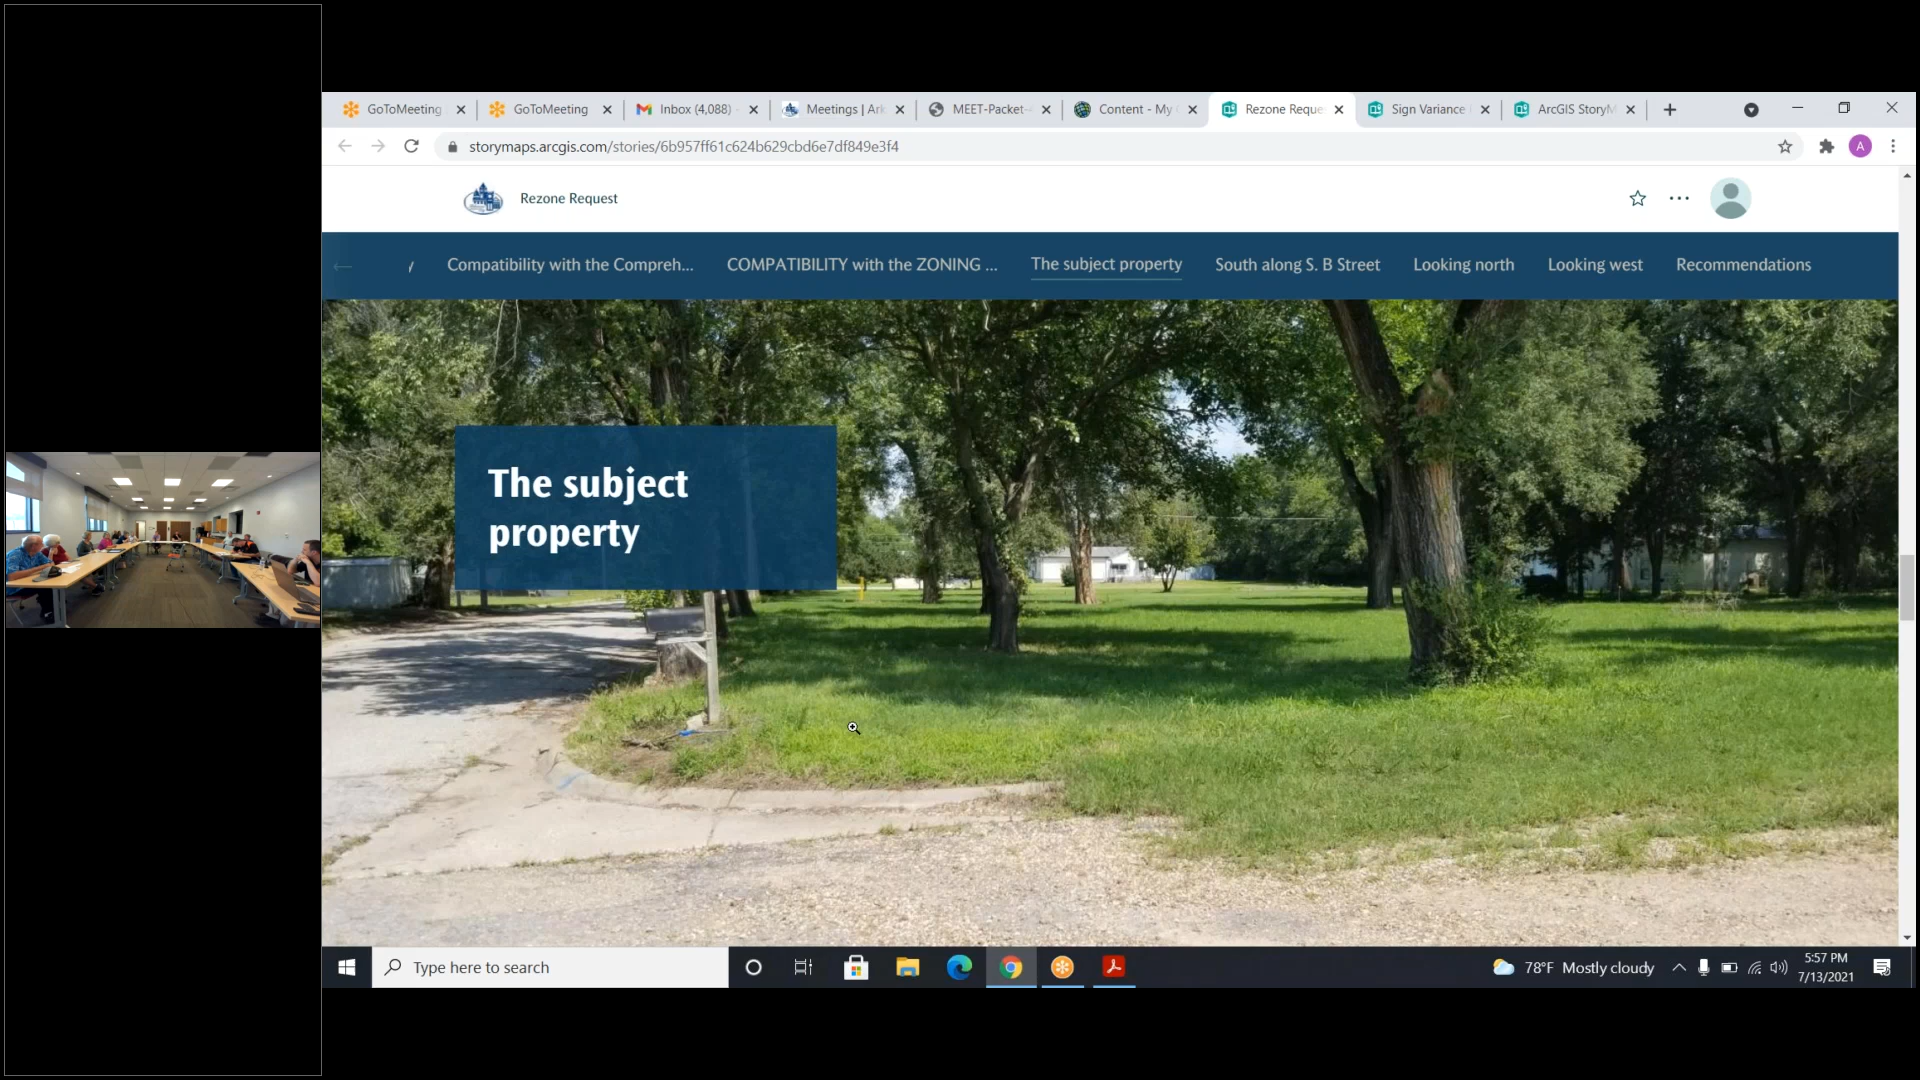 GoToMeeting
GoToMeeting
Inbox (4,088)
Meetings | Ark
MEET-Packet-
Content - My
Rezone Reque
Sign Variance
ArcGIS StoryM
storymaps.arcgis.com/stories/6b957ff61c624b629cbd6e7df849e3f4
A
Rezone Request
y
Compatibility with the Compreh...
COMPATIBILITY with the ZONING ...
The subject property
South along S. B Street
Looking north
Looking west
Recommendations
The subject
property
Type here to search
78°F Mostly cloudy
5:57 PM
7/13/2021